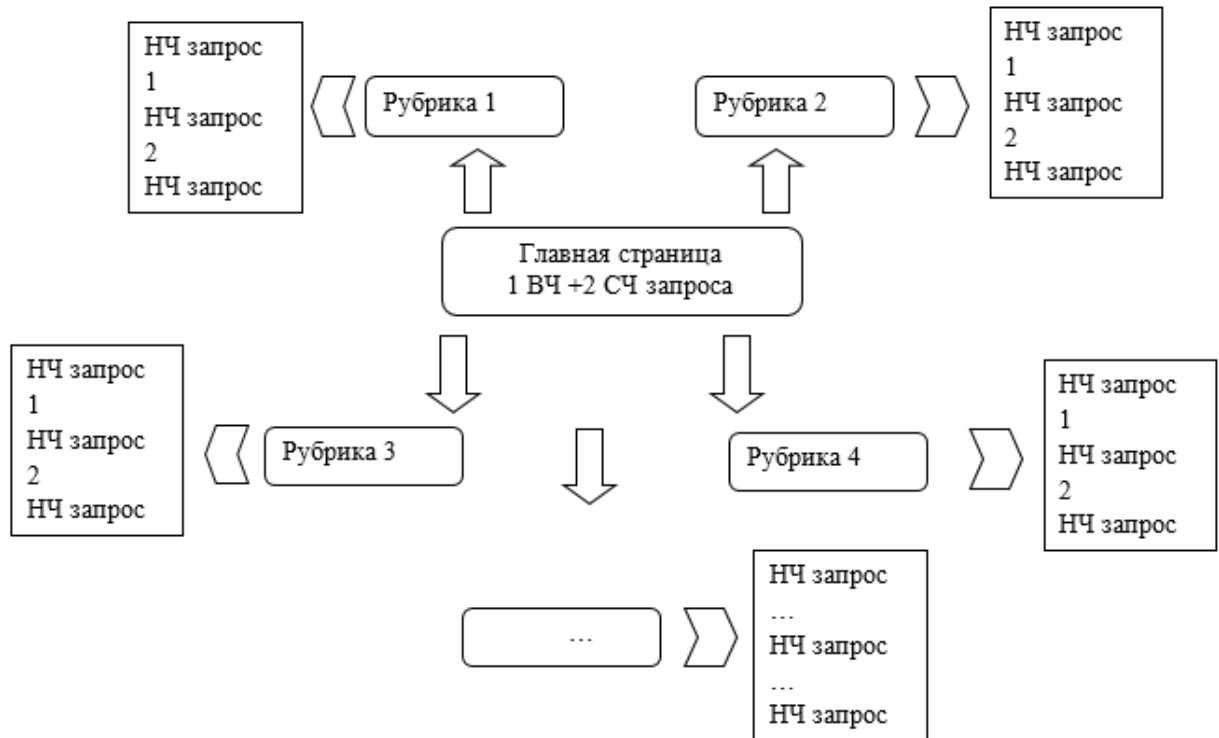 НЧ запрос
1
НЧ запрос
2
НЧ запрос
Рубрика 1
Рубрика 2
НЧ запрос
1
НЧ запрос
2
НЧ запрос
Главная страница
1 ВЧ +2 СЧ запроса
НЧ запрос
1
НЧ запрос
2
НЧ запрос
Рубрика 3
Рубрика 4
НЧ запрос
1
НЧ запрос
2
НЧ запрос
...
НЧ запрос
...
НЧ запрос
...
НЧ запрос